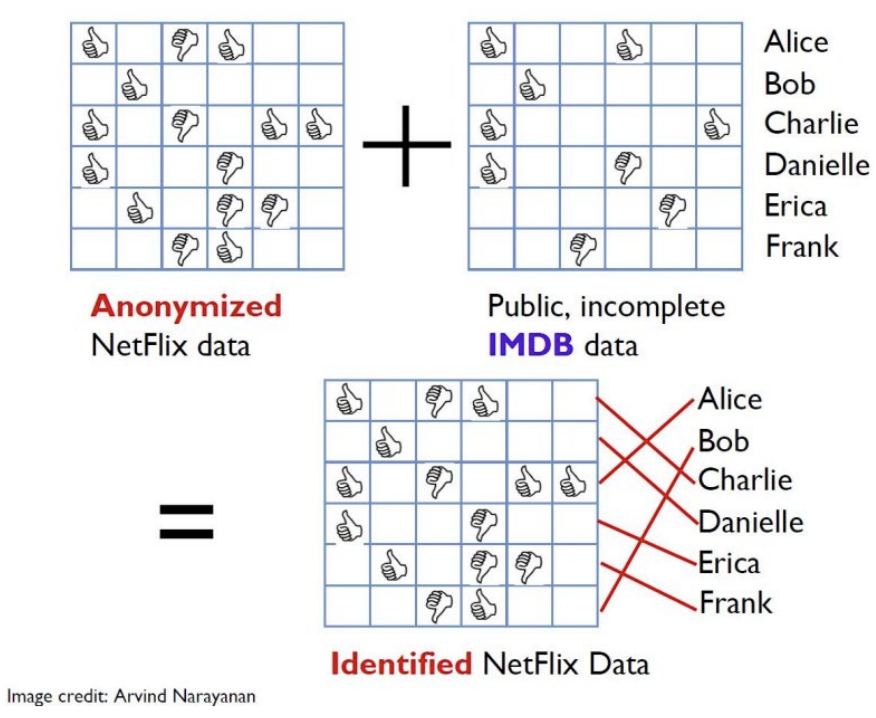 Alice
Bob
Charlie
Danielle
Erica
Frank
Anonymized
NetFlix data
Public, incomplete
IMDB data
Alice
Bob
Charlie
Danielle
Erica
Frank
Identified NetFlix Data
Image credit: Arvind Narayanan